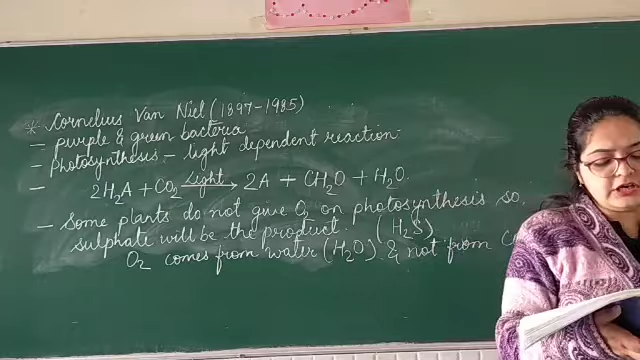 * Cornelius Van Niel (1897-1985)
- purple & green bacteria
- photosynthesis - light dependent reaction.
- 2H₂A + CO₂ Light → 2A + CH₂O + H₂O.
- Some plants do not give O₂ on photosynthesis so,
sulphate will be the product. (H₂S)
O₂ comes from water (H₂O) & not from